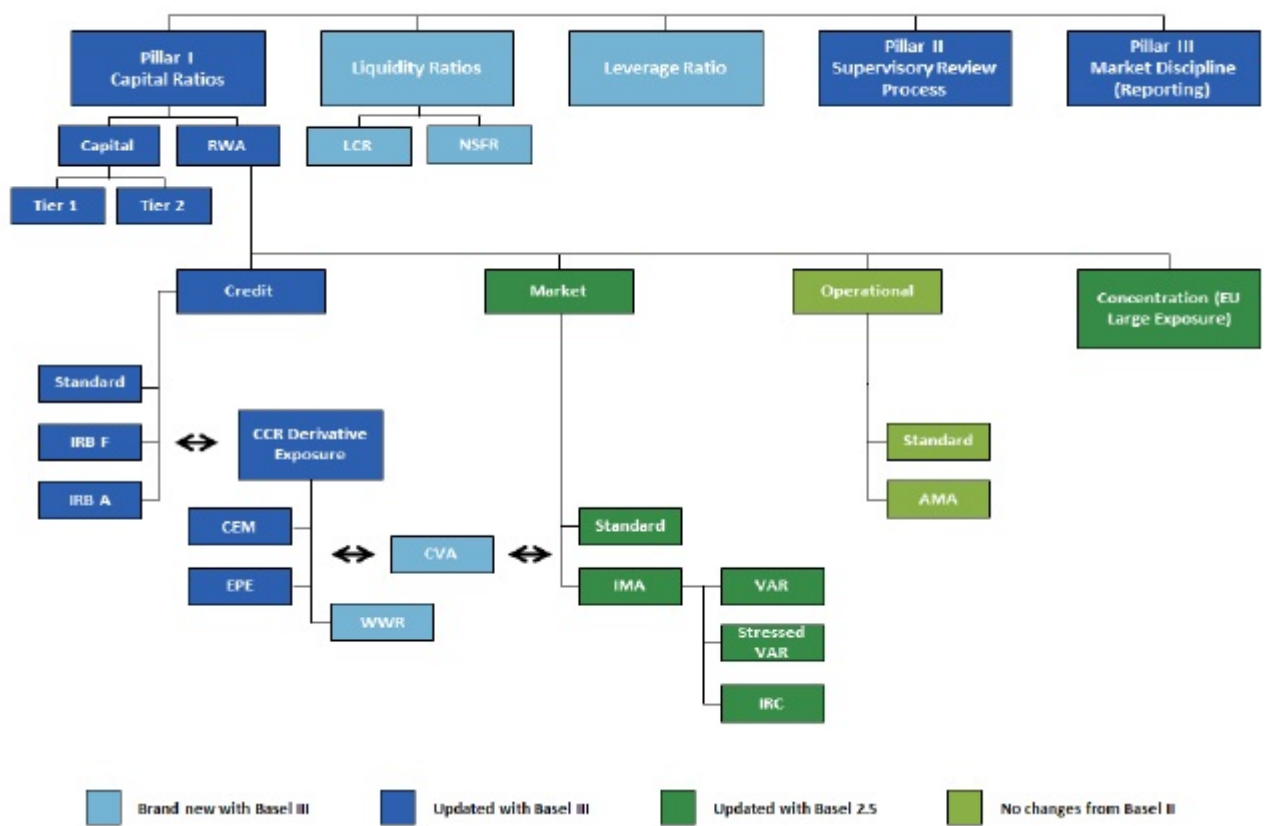 Pillar I
Capital Ratios
Liquidity Ratios
Leverage Ratio
Pillar II
Supervisory Review
Process
Pillar III
Market Discipline
(Reporting)
Capital
RWA
LCR
NSFR
Tier 1
Tier 2
Credit
Market
Operational
Concentration (EU
Large Exposure)
Standard
IRB F
IRB A
CCR Derivative
Exposure
CEM
EPE
CVA
WWR
Standard
IMA
VAR
Stressed
VAR
IRC
Standard
AMA
Brand new with Basel III
Updated with Basel III
Updated with Basel 2.5
No changes from Basel II